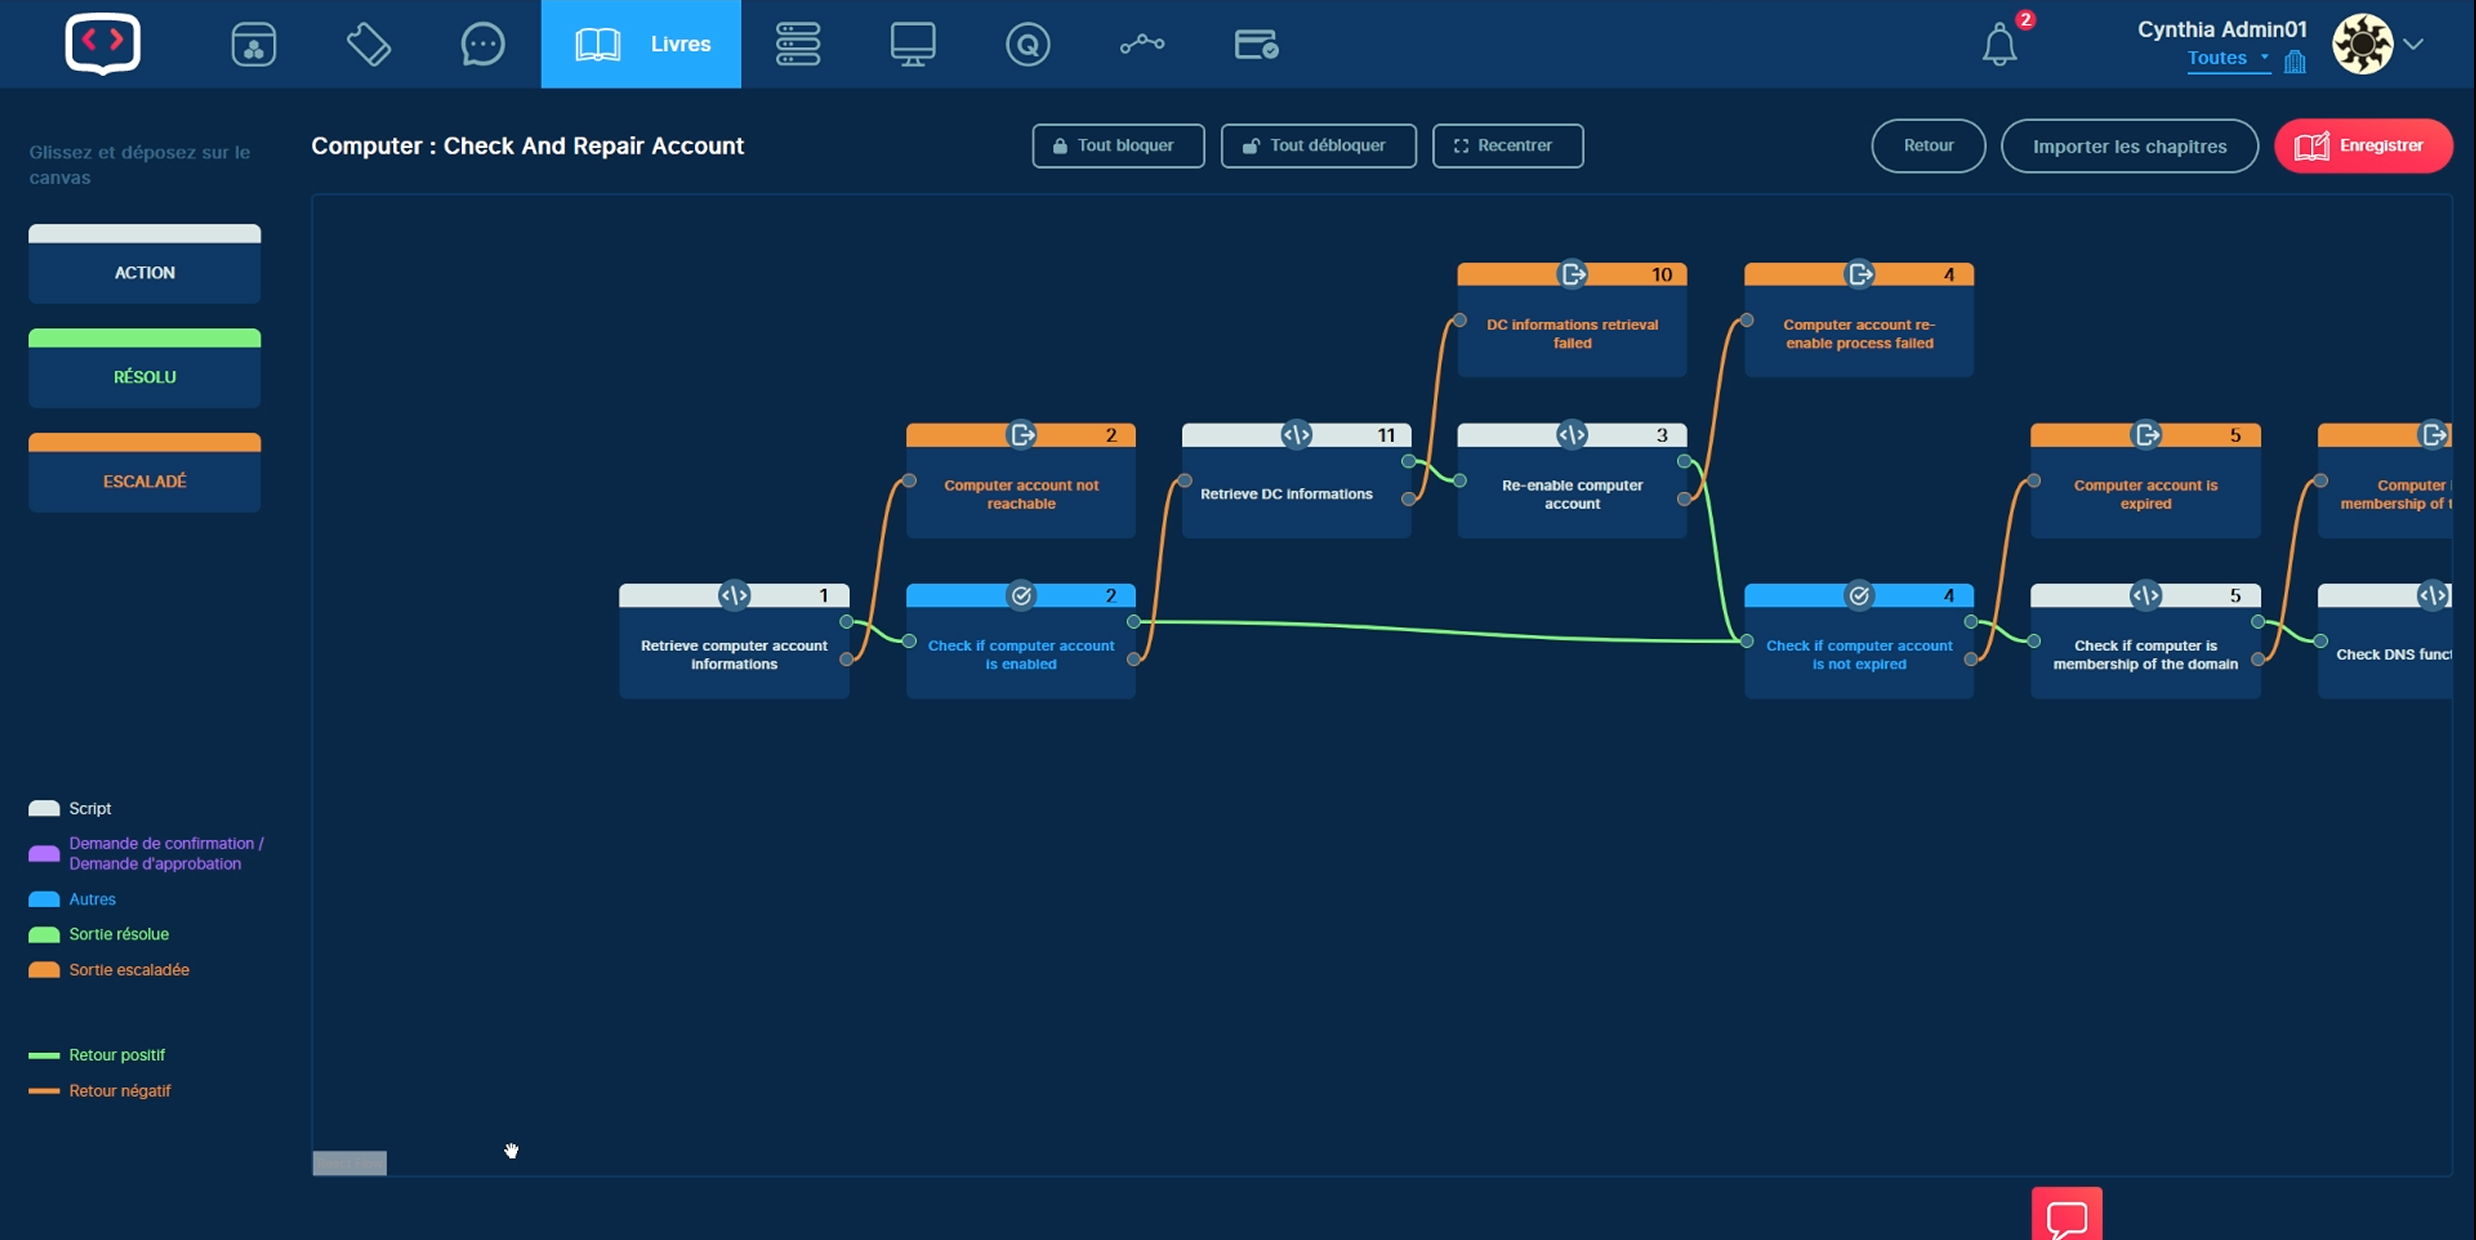 Livres
2
Cynthia Admin01
Toutes
Glissez et déposez sur le
canvas
Computer : Check And Repair Account
Tout bloquer
Tout débloquer
Recentrer
Retour
Importer les chapitres
Enregistrer
ACTION
RÉSOLU
ESCALADÉ
10
DC informations retrieval
failed
4
Computer account re-
enable process failed
2
Computer account not
reachable
11
Retrieve DC informations
3
Re-enable computer
account
5
Computer account is
expired
Computer
membership of
1
Retrieve computer account
informations
2
Check if computer account
is enabled
4
Check if computer account
is not expired
5
Check if computer is
membership of the domain
Check DNS funct
Script
Demande de confirmation /
Demande d'approbation
Autres
Sortie résolue
Sortie escaladée
Retour positif
Retour négatif